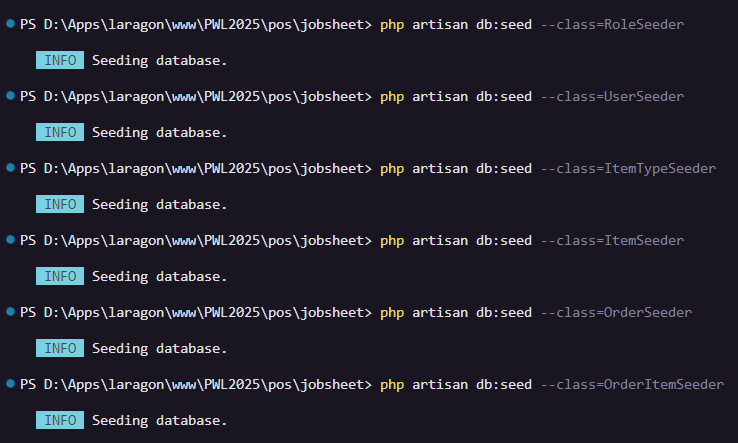 PS D:\Apps\laragon\www\PWL2025\pos\jobsheet> php artisan db:seed --class=RoleSeeder
INFO Seeding database.
PS D:\Apps\laragon\www\PWL2025\pos\jobsheet> php artisan db:seed --class=UserSeeder
INFO Seeding database.
PS D:\Apps\laragon\www\PWL2025\pos\jobsheet> php artisan db:seed --class=ItemTypeSeeder
INFO Seeding database.
PS D:\Apps\laragon\www\PWL2025\pos\jobsheet> php artisan db:seed --class=ItemSeeder
INFO Seeding database.
PS D:\Apps\laragon\www\PWL2025\pos\jobsheet> php artisan db:seed --class=OrderSeeder
INFO Seeding database.
PS D:\Apps\laragon\www\PWL2025\pos\jobsheet> php artisan db:seed --class=OrderItemSeeder
INFO Seeding database.